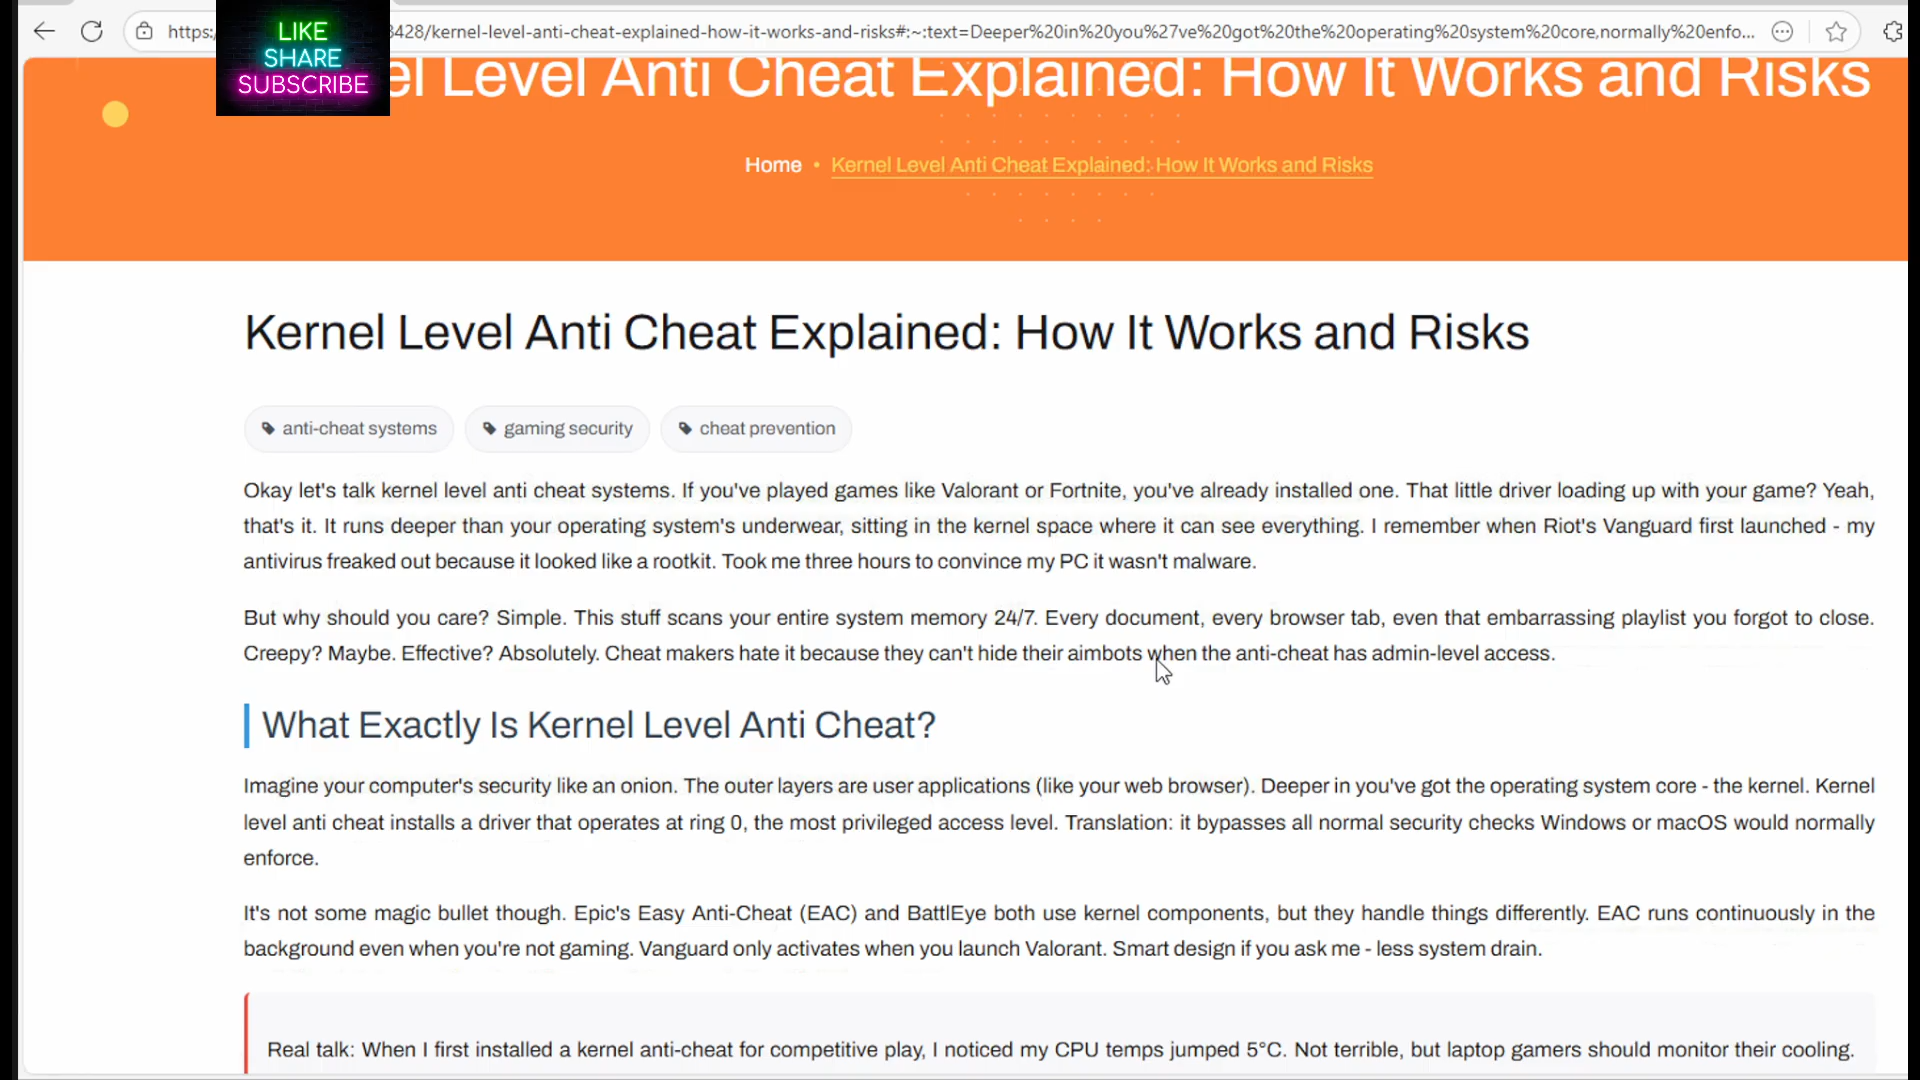 https:
3428/kernel-level-anti-cheat-explained-how-it-works-and-risks#:~:text=Deeper%20in%20you%27ve%20got%20the%20operating%20system%20core,normally%20enfo...
LIKE
SHARE
SUBSCRIBE
el Level Anti Cheat Explained: How It Works and Risks
Home • Kernel Level Anti Cheat Explained: How It Works and Risks
Kernel Level Anti Cheat Explained: How It Works and Risks
anti-cheat systems gaming security cheat prevention
Okay let's talk kernel level anti cheat systems. If you've played games like Valorant or Fortnite, you've already installed one. That little driver loading up with your game? Yeah,
that's it. It runs deeper than your operating system's underwear, sitting in the kernel space where it can see everything. I remember when Riot's Vanguard first launched - my
antivirus freaked out because it looked like a rootkit. Took me three hours to convince my PC it wasn't malware.
But why should you care? Simple. This stuff scans your entire system memory 24/7. Every document, every browser tab, even that embarrassing playlist you forgot to close.
Creepy? Maybe. Effective? Absolutely. Cheat makers hate it because they can't hide their aimbots when the anti-cheat has admin-level access.
What Exactly Is Kernel Level Anti Cheat?
Imagine your computer's security like an onion. The outer layers are user applications (like your web browser). Deeper in you've got the operating system core - the kernel. Kernel
level anti cheat installs a driver that operates at ring 0, the most privileged access level. Translation: it bypasses all normal security checks Windows or macOS would normally
enforce.
It's not some magic bullet though. Epic's Easy Anti-Cheat (EAC) and BattlEye both use kernel components, but they handle things differently. EAC runs continuously in the
background even when you're not gaming. Vanguard only activates when you launch Valorant. Smart design if you ask me - less system drain.
Real talk: When I first installed a kernel anti-cheat for competitive play, I noticed my CPU temps jumped 5°C. Not terrible, but laptop gamers should monitor their cooling.